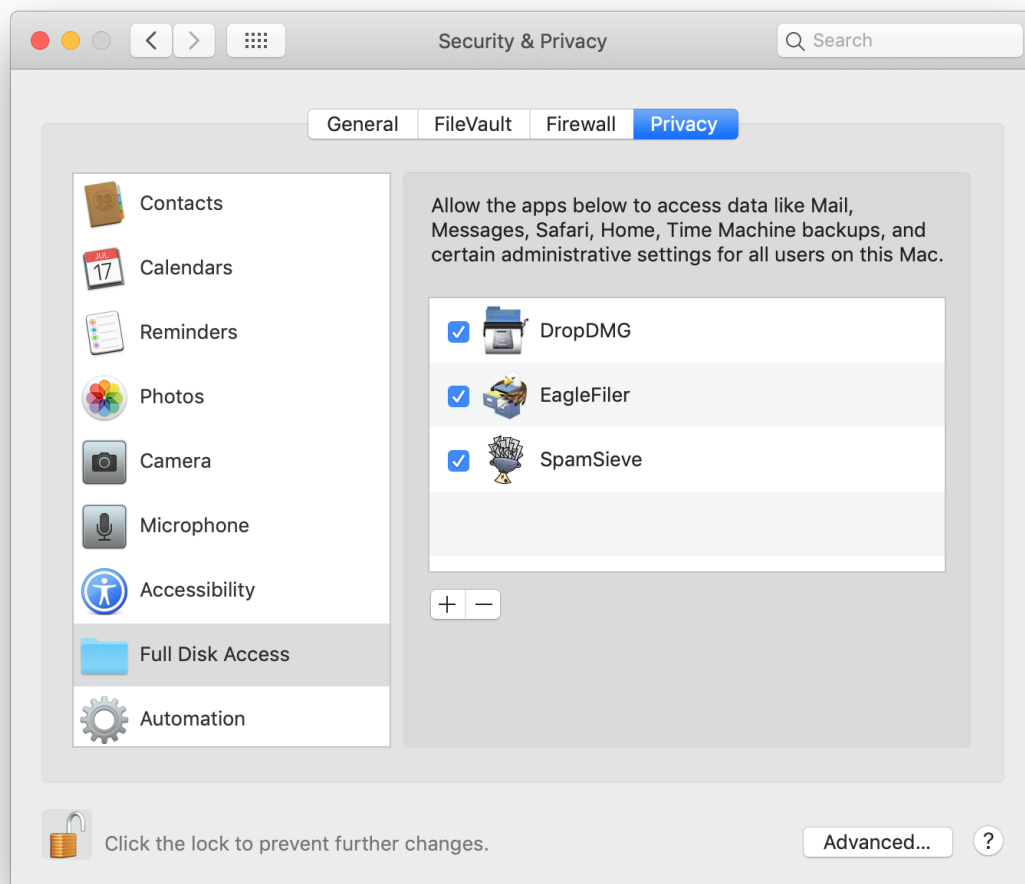 Security & Privacy
Search
General
FileVault
Firewall
Privacy
Contacts
JUL
17
Calendars
Reminders
Photos
Camera
Microphone
Accessibility
Full Disk Access
Automation
Allow the apps below to access data like Mail,
Messages, Safari, Home, Time Machine backups, and
certain administrative settings for all users on this Mac.
DropDMG
EagleFiler
SpamSieve
+
−
Click the lock to prevent further changes.
Advanced...
?